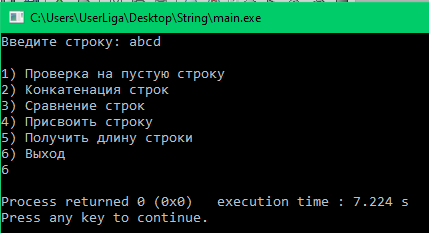 C:\Users\UserLiga\Desktop\String\main.exe
Введите строку: abcd
1) Проверка на пустую строку
2) Конкатенация строк
3) Сравнение строк
4) Присвоить строку
5) Получить длину строки
6) Выход
6
Process returned 0 (0x0)   execution time : 7.224 s
Press any key to continue.